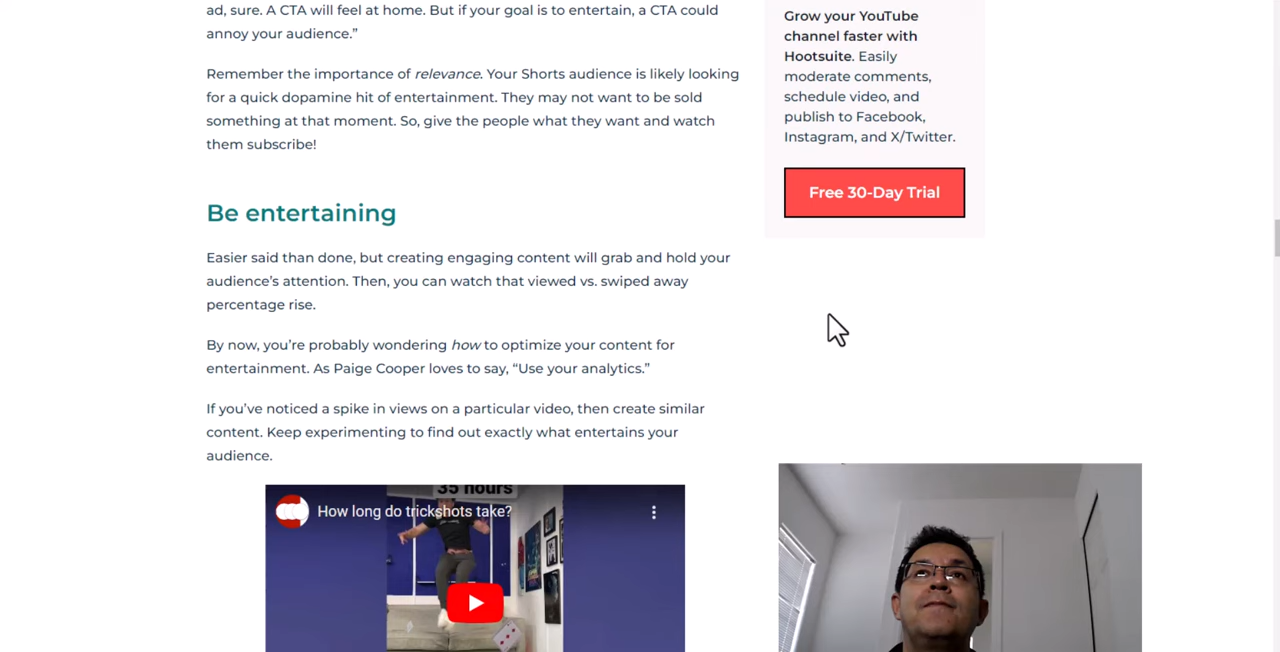 ad, sure. A CTA will feel at home. But if your goal is to entertain, a CTA could
annoy your audience.”
Remember the importance of relevance. Your Shorts audience is likely looking
for a quick dopamine hit of entertainment. They may not want to be sold
something at that moment. So, give the people what they want and watch
them subscribe!
Be entertaining
Easier said than done, but creating engaging content will grab and hold your
audience’s attention. Then, you can watch that viewed vs. swiped away
percentage rise.
By now, you’re probably wondering how to optimize your content for
entertainment. As Paige Cooper loves to say, “Use your analytics.”
If you’ve noticed a spike in views on a particular video, then create similar
content. Keep experimenting to find out exactly what entertains your
audience.
35 hours
How long do trickshots take?
Grow your YouTube
channel faster with
Hootsuite. Easily
moderate comments,
schedule video, and
publish to Facebook,
Instagram, and X/Twitter.
Free 30-Day Trial